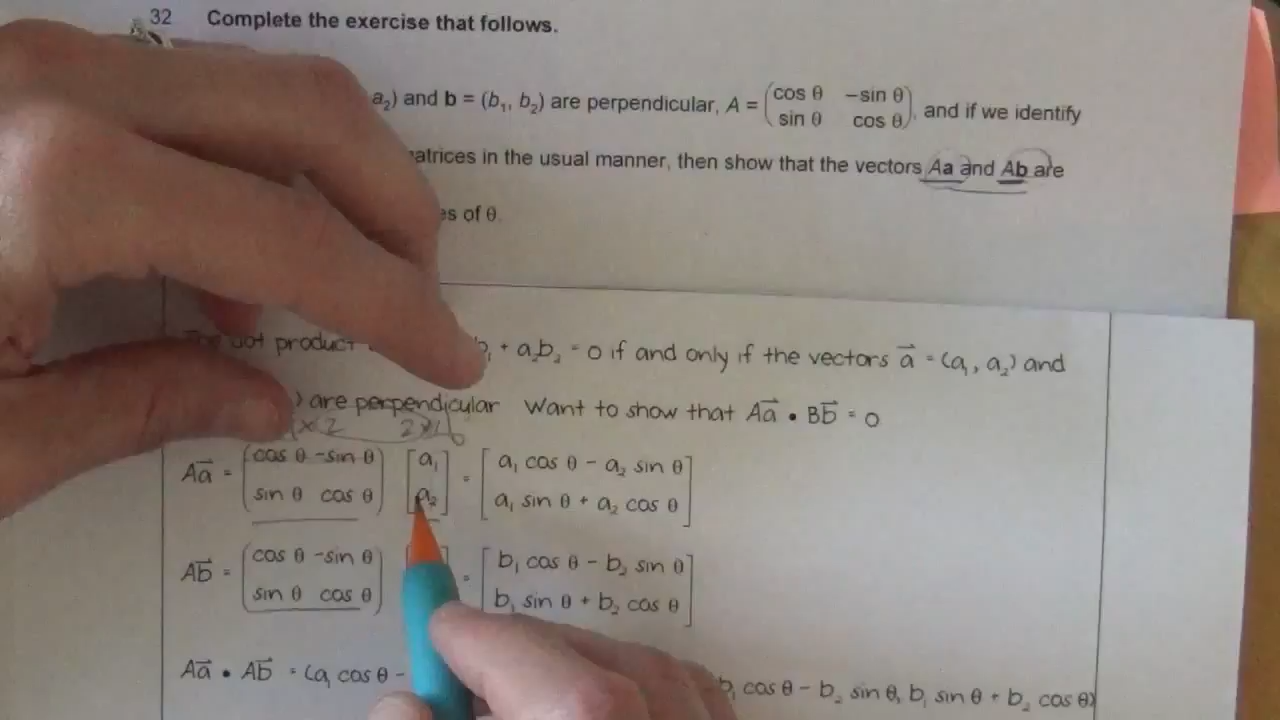 32 Complete the exercise that follows.
a₂) and b = (b₁, b₂) are perpendicular, A = (cos θ −sin θ
sin θ cos θ), and if we identify
matrices in the usual manner, then show that the vectors Aa and Ab are
es of θ.
dot product b₁ + a₂b₂ = 0 if and only if the vectors a⃗ = (a₁, a₂) and
) are perpendicular Want to show that Aa⃗ • Bb⃗ = 0
x 2 2x1
Aa⃗ = (cos θ -sin θ
sin θ cos θ) [a₁
a₂] = [a₁ cos θ - a₂ sin θ
a₁ sin θ + a₂ cos θ]
Ab⃗ = (cos θ -sin θ
sin θ cos θ) = [b₁ cos θ - b₂ sin θ
b₁ sin θ + b₂ cos θ]
Aa⃗ • Ab⃗ = (a₁ cos θ - b₁ cos θ - b₂ sin θ, b₁ sin θ + b₂ cos θ)